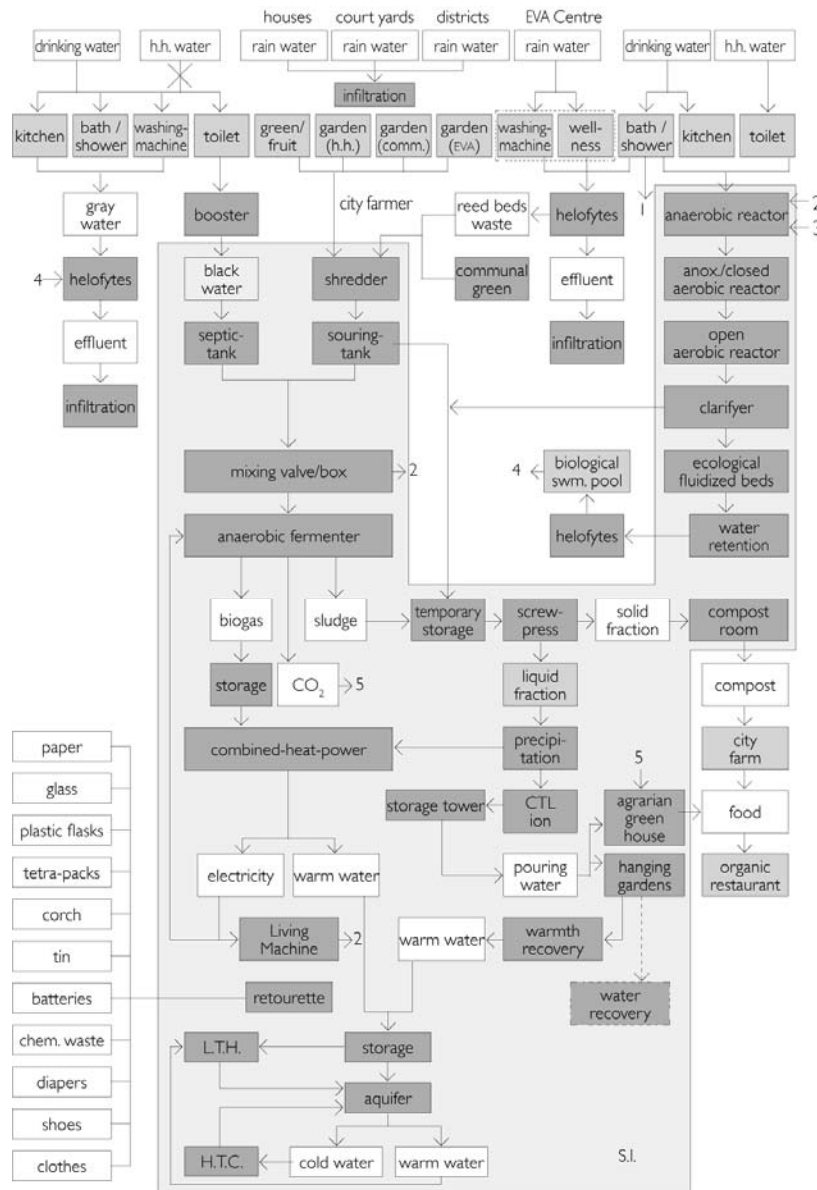 houses
court yards
districts
EVA Centre
drinking water
h.h. water
rain water
rain water
rain water
rain water
drinking water
h.h. water
infiltration
kitchen
bath /
shower
washing-
machine
toilet
green/
fruit
garden
(h.h.)
garden
(comm.)
garden
(EVA)
washing-
machine
well-
ness
bath/
shower
kitchen
toilet
gray
water
booster
city farmer
reed beds
waste
helofytes
1
anaerobic reactor
2
3
4
helofytes
black
water
shredder
communal
green
effluent
anox./closed
aerobic reactor
effluent
septic-
tank
souring-
tank
infiltration
open
aerobic reactor
infiltration
clarifyer
mixing valve/box
2
4
biological
swm. pool
ecological
fluidized beds
anaerobic fermenter
helofytes
water
retention
biogas
sludge
temporary
storage
screw-
press
solid
fraction
compost
room
storage
CO2
5
liquid
fraction
compost
paper
combined-heat-power
precipi-
tation
city
farm
glass
5
plastic flasks
storage tower
CTL
ion
agrarian
green
house
food
tetra-packs
electricity
warm water
pouring
water
hanging
gardens
organic
restaurant
corch
Living
Machine
2
warm water
warmth
recovery
tin
batteries
retourette
water
recovery
chem. waste
L.T.H.
storage
diapers
aquifer
shoes
H.T.C.
cold water
warm water
S.I.
clothes